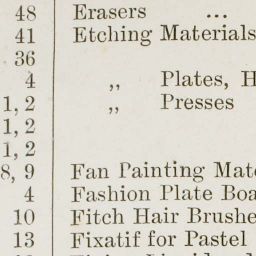 48 Erasers ...
41 Etching Materials
36
4 ,, Plates, H
1, 2 ,, Presses
1, 2
1, 2
8, 9 Fan Painting Mate
4 Fashion Plate Boa
10 Fitch Hair Brushe
13 Fixatif for Pastel